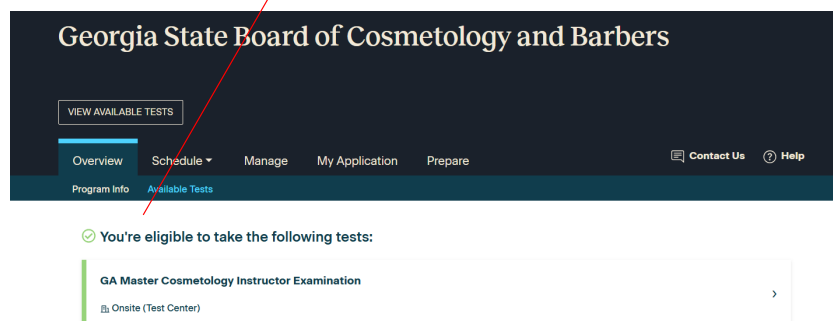 Georgia State Board of Cosmetology and Barbers
VIEW AVAILABLE TESTS
Overview Schedule Manage My Application Prepare Contact Us Help
Program Info Available Tests
You're eligible to take the following tests:
GA Master Cosmetology Instructor Examination
Onsite (Test Center)